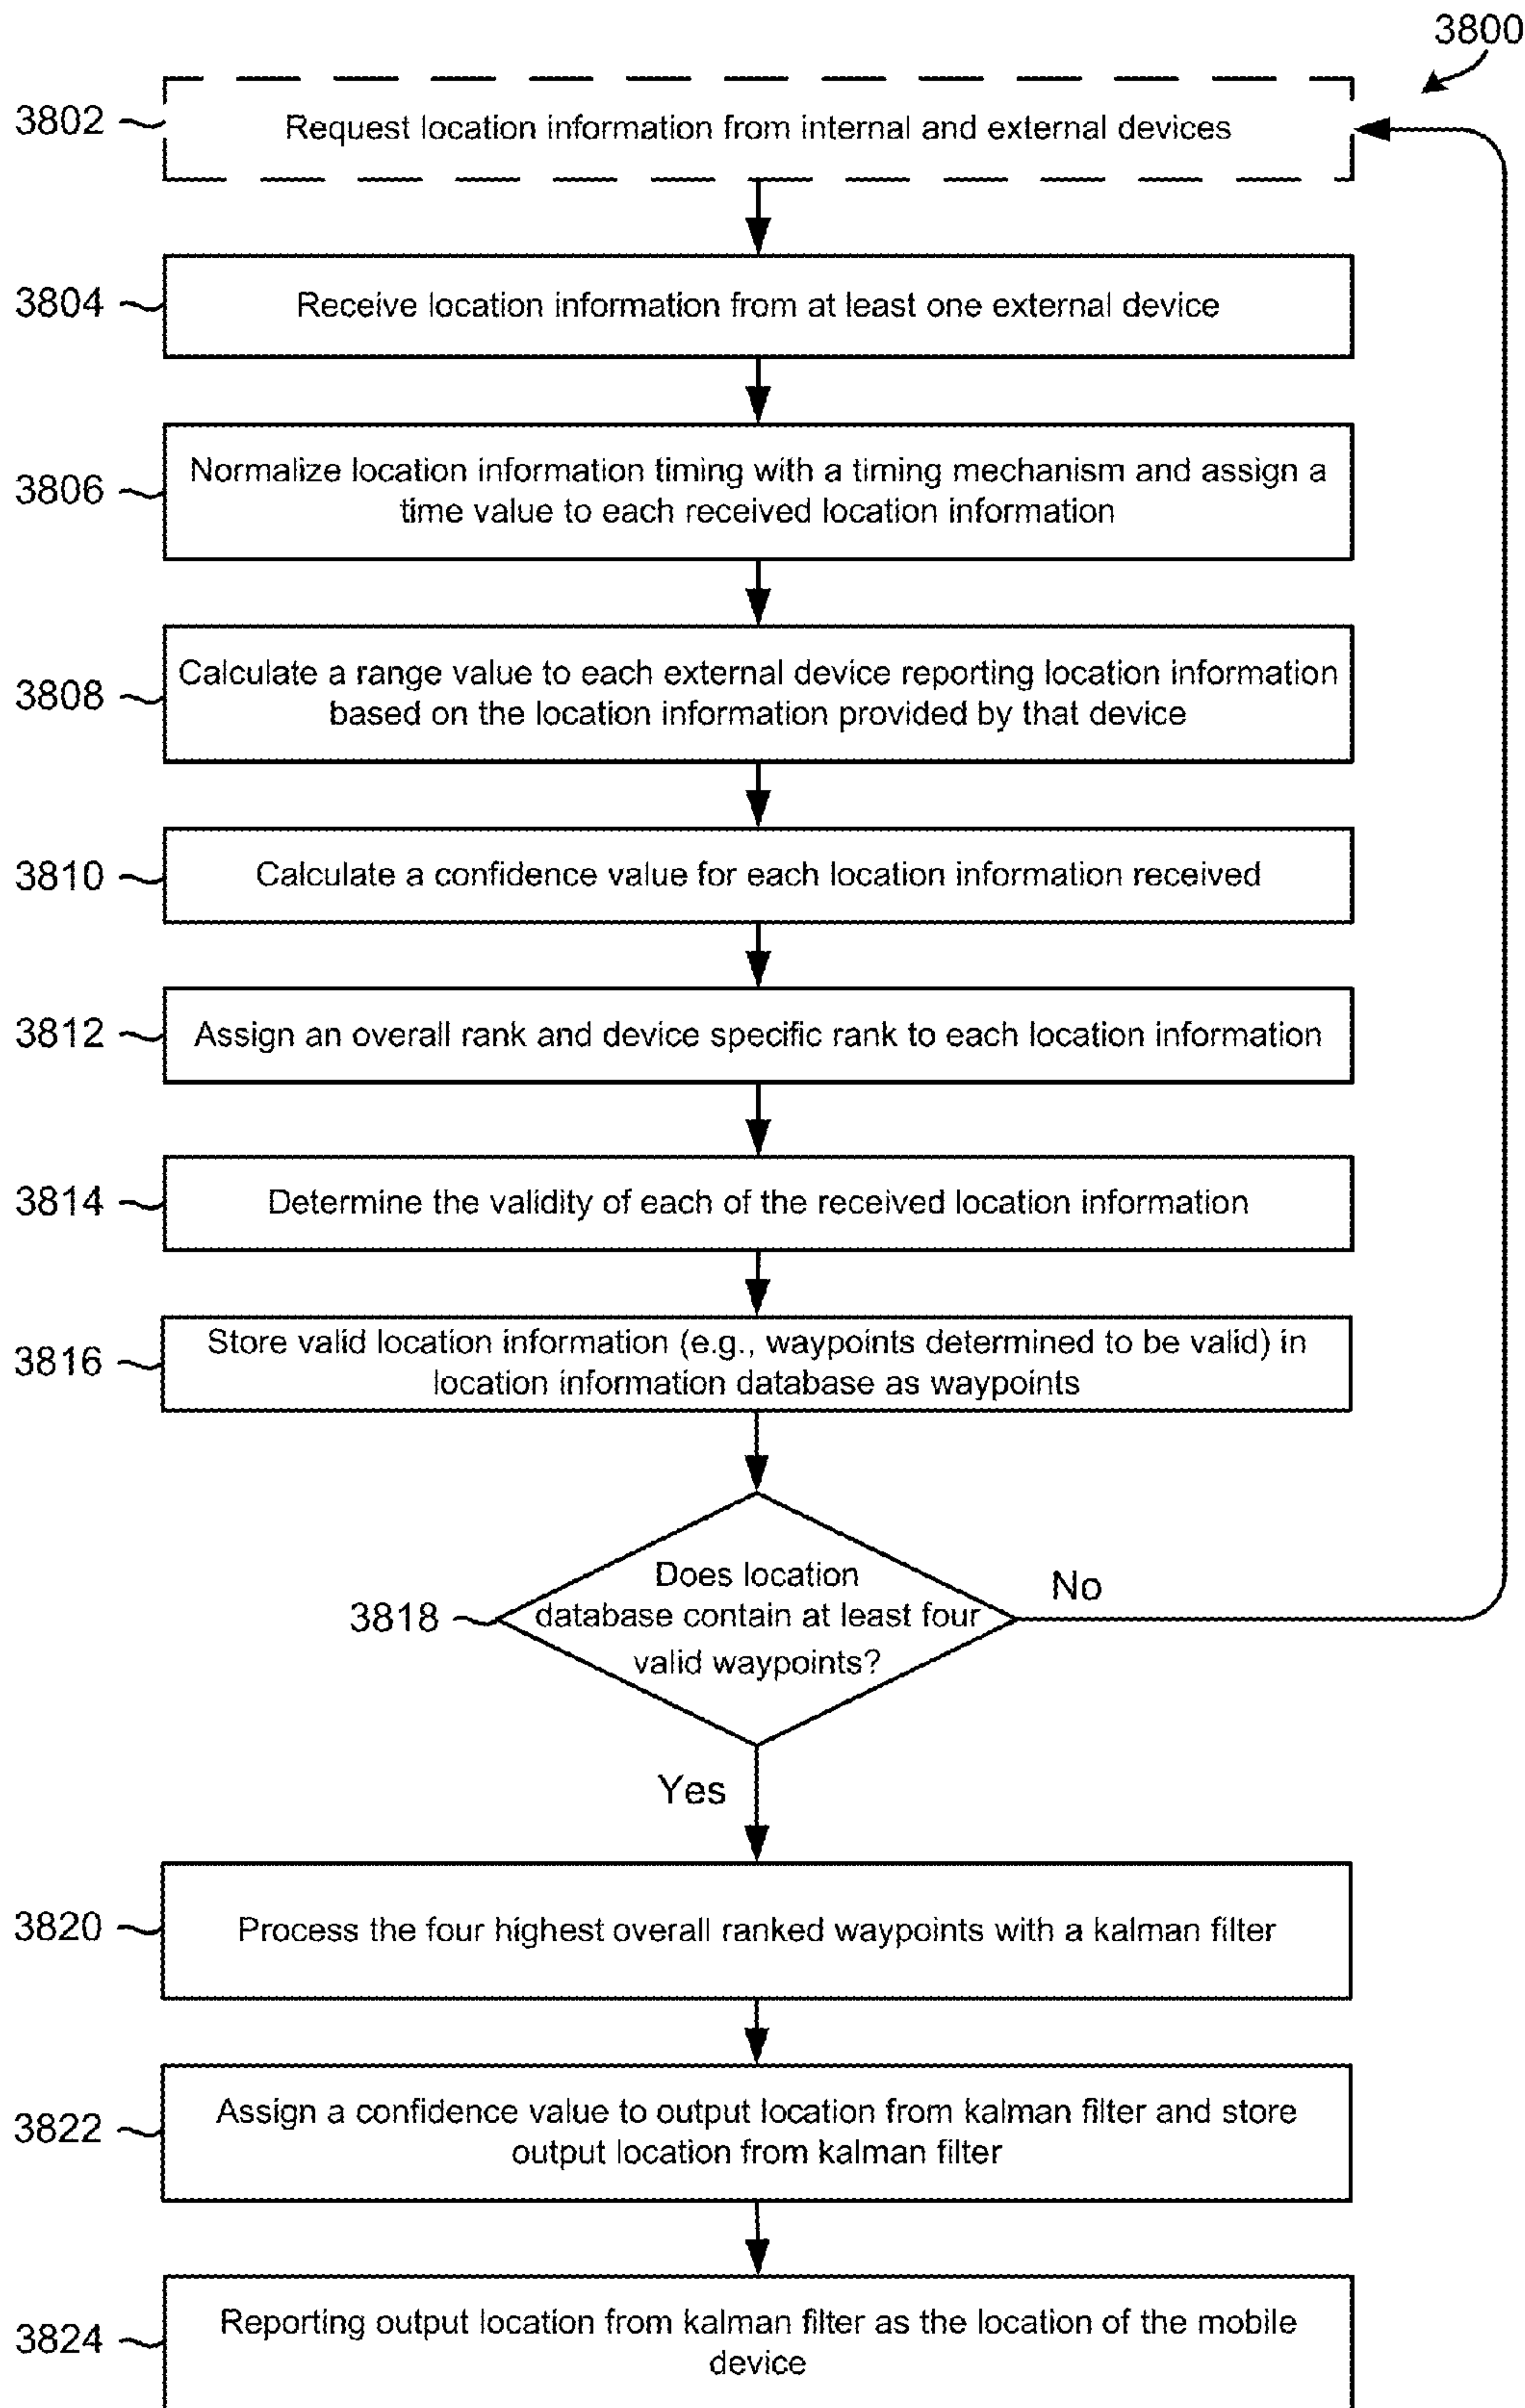 3800
3802
Request location information from internal and external devices
3804
Receive location information from at least one external device
3806
Normalize location information timing with a timing mechanism and assign a
time value to each received location information
3808
Calculate a range value to each external device reporting location information
based on the location information provided by that device
3810
Calculate a confidence value for each location information received
3812
Assign an overall rank and device specific rank to each location information
3814
Determine the validity of each of the received location information
3816
Store valid location information (e.g., waypoints determined to be valid) in
location information database as waypoints
3818
Does location
database contain at least four
valid waypoints?
No
Yes
3820
Process the four highest overall ranked waypoints with a kalman filter
3822
Assign a confidence value to output location from kalman filter and store
output location from kalman filter
3824
Reporting output location from kalman filter as the location of the mobile
device